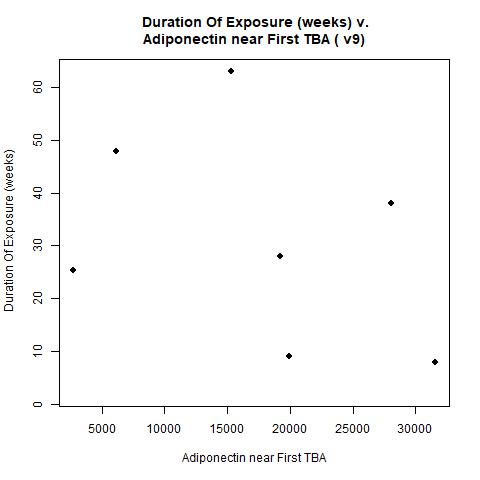 Duration Of Exposure (weeks) v.
Adiponectin near First TBA ( v9)
Duration Of Exposure (weeks)
60
50
40
30
20
10
0
5000 10000 15000 20000 25000 30000
Adiponectin near First TBA